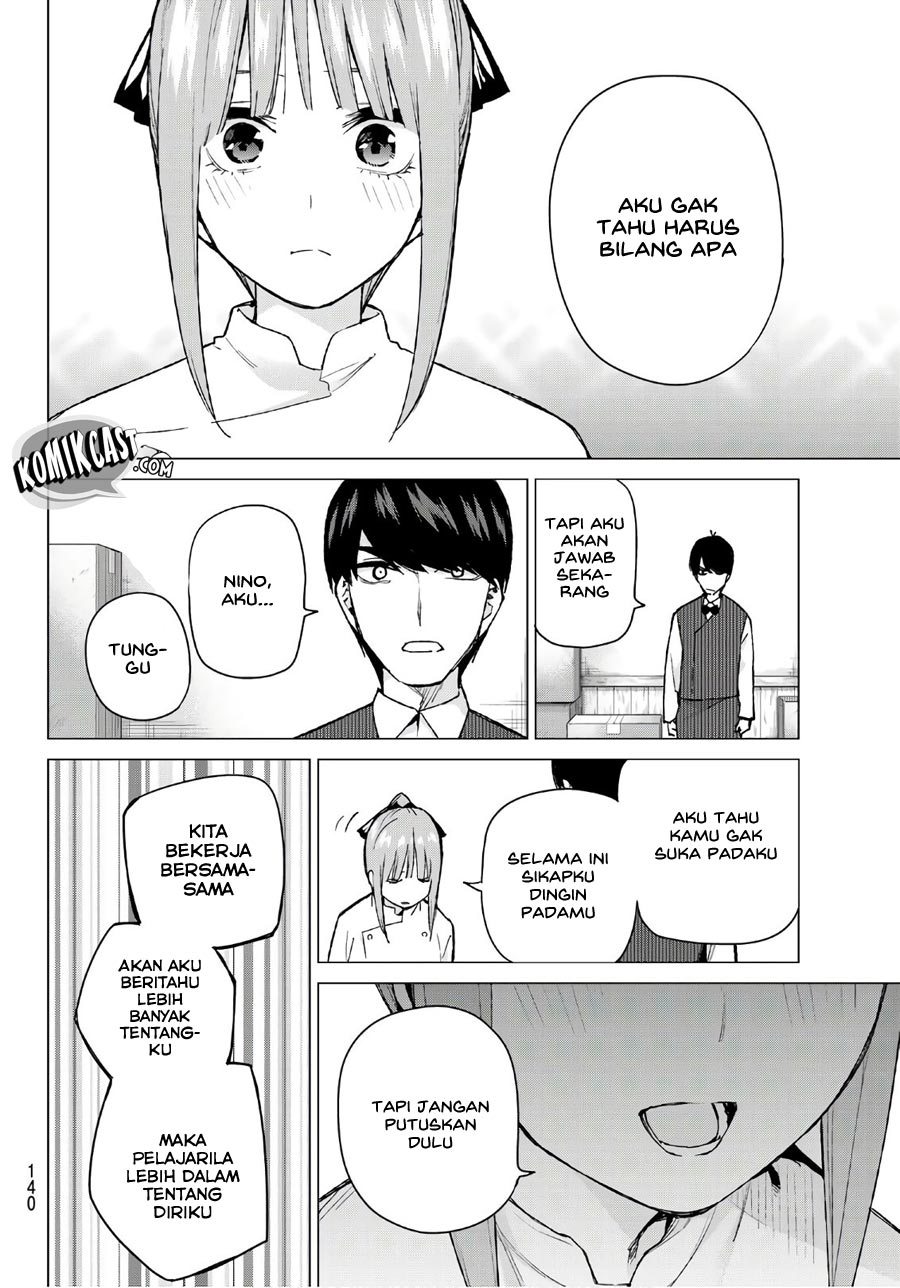 AKU GAK
TAHU HARUS
BILANG APA
TAPI AKU
AKAN
JAWAB
SEKA-
RANG
NINO,
AKU...
TUNG-
GU
AKU TAHU
KAMU GAK
SUKA PADAKU
SELAMA INI
SIKAPKU
DINGIN
PADAMU
TAPI JANGAN
PUTUSKAN
DULU
KITA
BEKERJA
BERSAMA-
SAMA
AKAN AKU
BERITAHU
LEBIH
BANYAK
TENTANG-
KU
MAKA
PELAJARILA
LEBIH DALAM
TENTANG
DIRIKU
KOMIKCAST
.COM
140